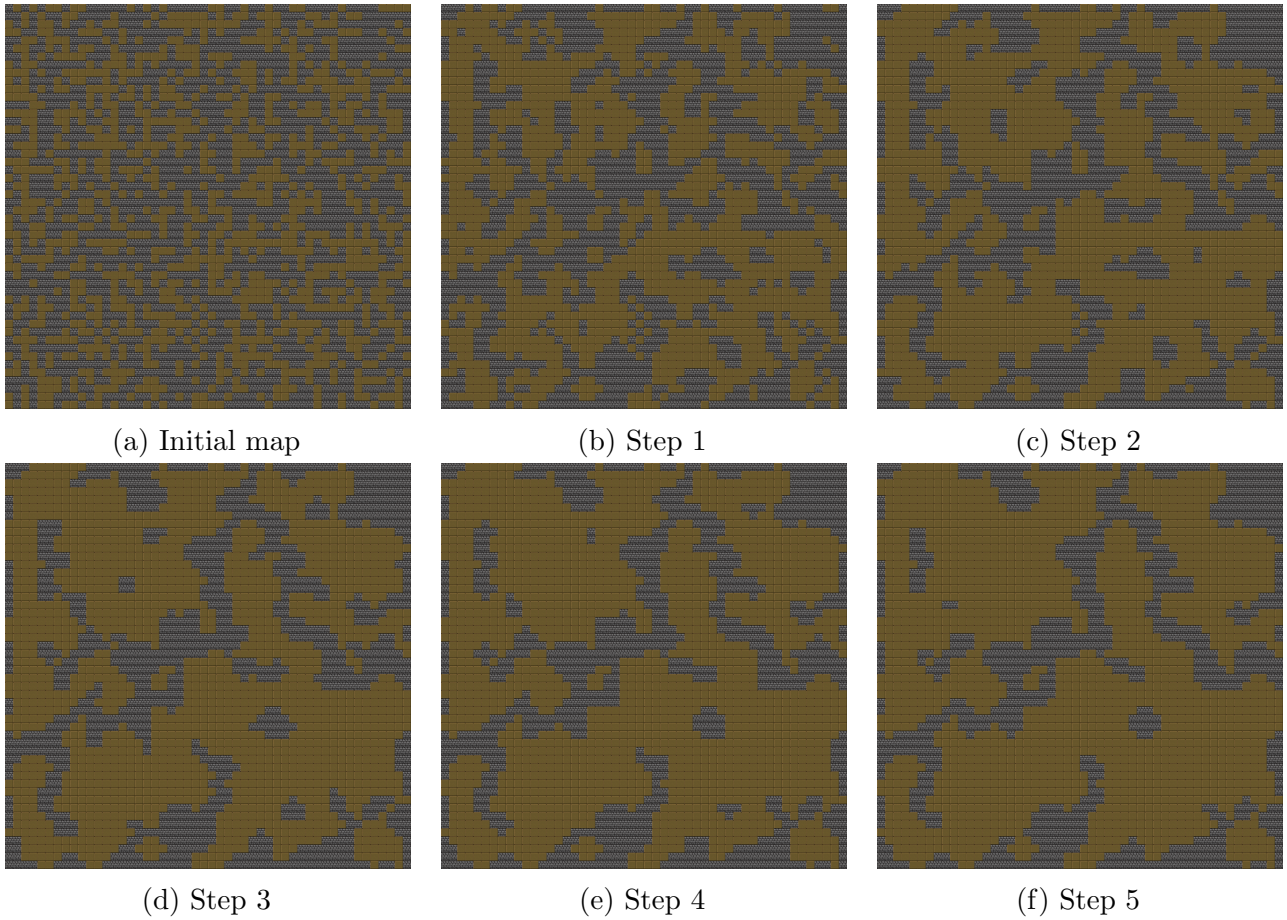 (a) Initial map
(b) Step 1
(c) Step 2
(d) Step 3
(e) Step 4
(f) Step 5